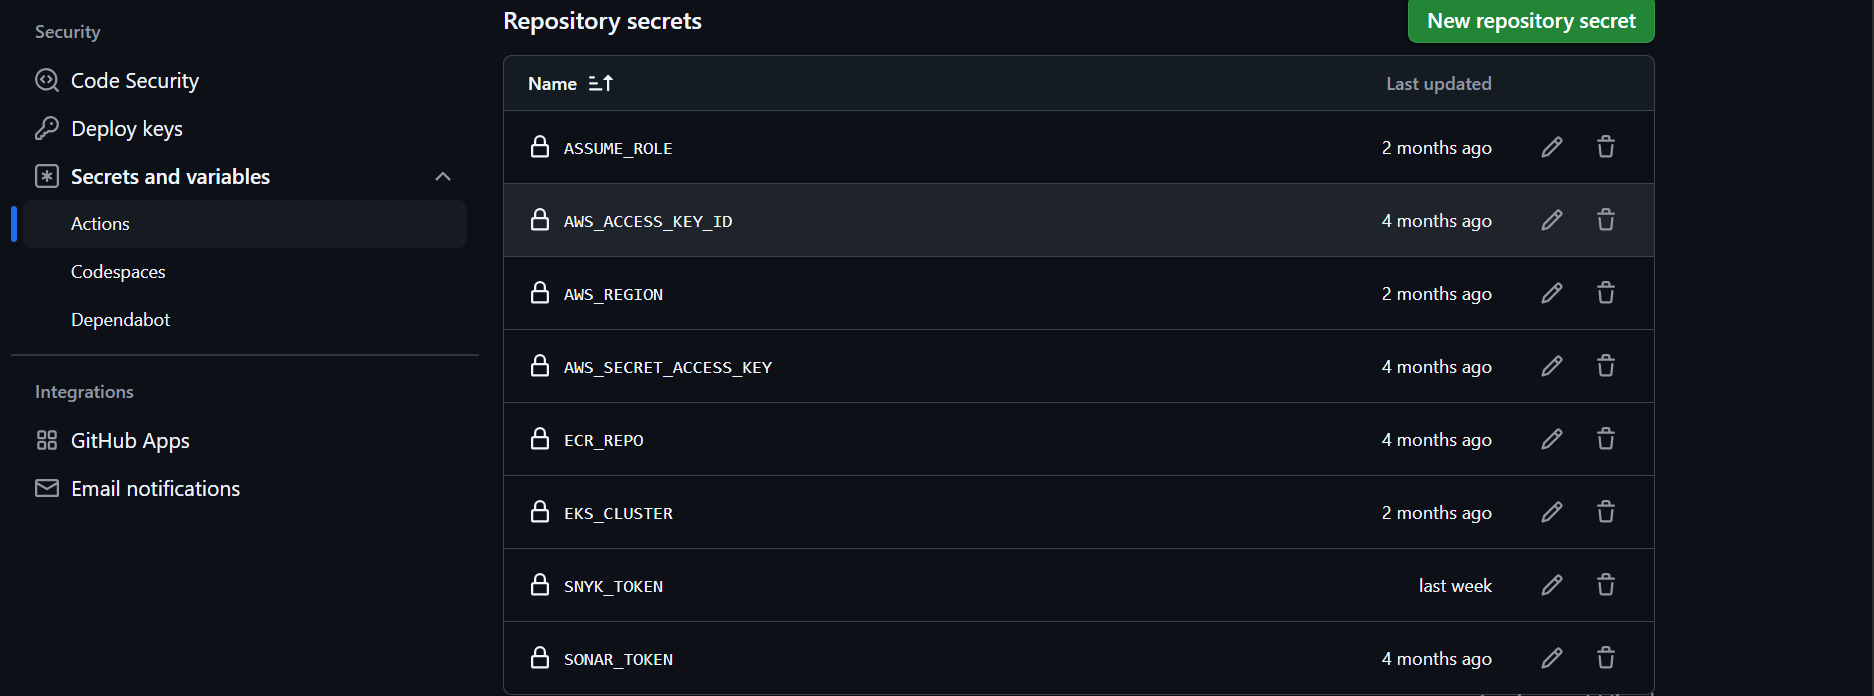 Security
Code Security
Deploy keys
Secrets and variables
Actions
Codespaces
Dependabot
Integrations
GitHub Apps
Email notifications
Repository secrets
New repository secret
Name
Last updated
ASSUME_ROLE
2 months ago
AWS_ACCESS_KEY_ID
4 months ago
AWS_REGION
2 months ago
AWS_SECRET_ACCESS_KEY
4 months ago
ECR_REPO
4 months ago
EKS_CLUSTER
2 months ago
SNYK_TOKEN
last week
SONAR_TOKEN
4 months ago